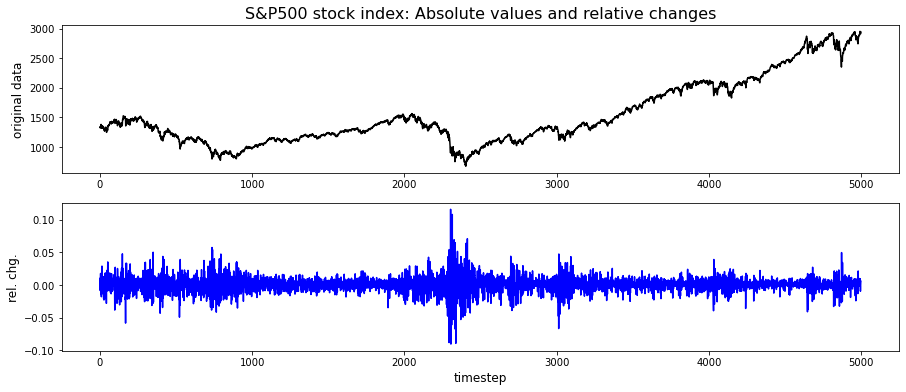 S&P500 stock index: Absolute values and relative changes
original data
3000
2500
2000
1500
1000
0 1000 2000 3000 4000 5000
rel. chg.
0.10
0.05
0.00
−0.05
−0.10
0 1000 2000 3000 4000 5000
timestep